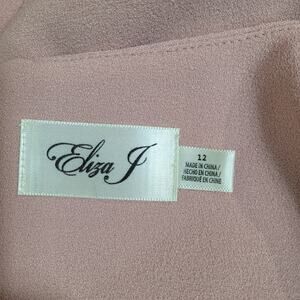 Eliza J
12
MADE IN CHINA /
HECHO EN CHINA /
FABRIQUÉ EN CHINE